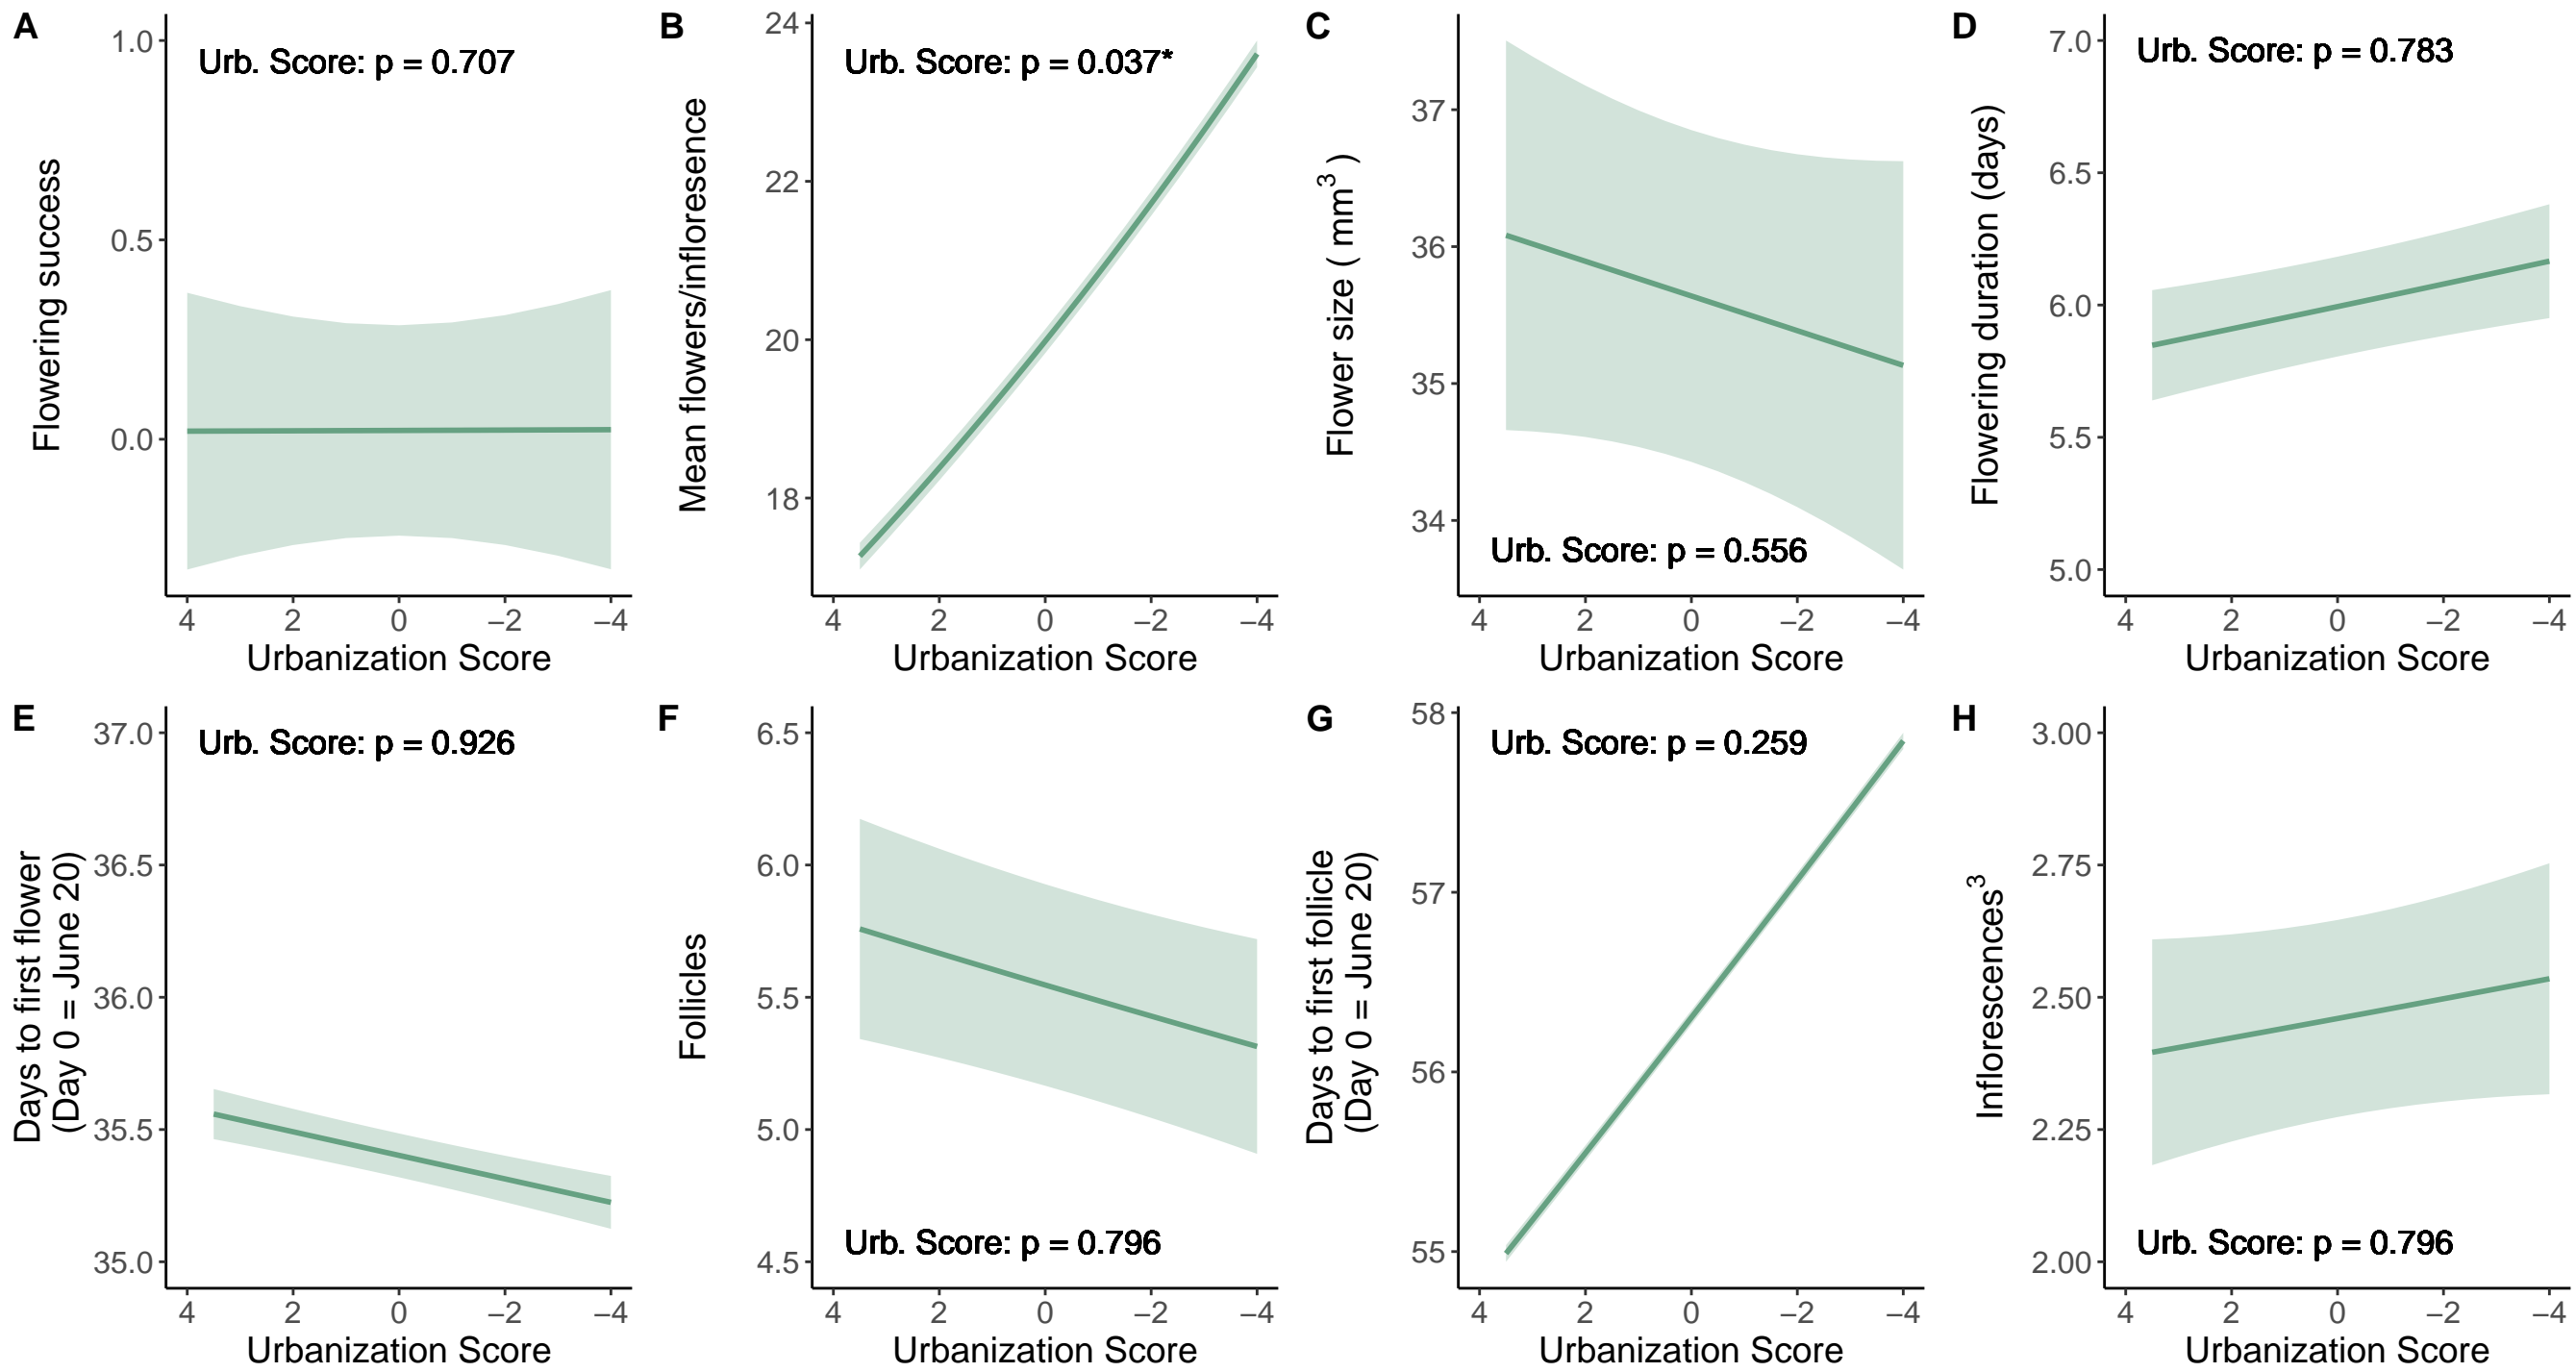 A
Urb. Score: p = 0.707
1.0
0.5
0.0
Flowering success
4 2 0 −2 −4
Urbanization Score
B
Urb. Score: p = 0.037*
24
22
20
18
Mean flowers/infloresence
4 2 0 −2 −4
Urbanization Score
C
37
36
35
34
Flower size ( mm³ )
Urb. Score: p = 0.556
4 2 0 −2 −4
Urbanization Score
D
Urb. Score: p = 0.783
7.0
6.5
6.0
5.5
5.0
Flowering duration (days)
4 2 0 −2 −4
Urbanization Score
E
Urb. Score: p = 0.926
37.0
36.5
36.0
35.5
35.0
Days to first flower
(Day 0 = June 20)
4 2 0 −2 −4
Urbanization Score
F
6.5
6.0
5.5
5.0
4.5
Follicles
Urb. Score: p = 0.796
4 2 0 −2 −4
Urbanization Score
G
Urb. Score: p = 0.259
58
57
56
55
Days to first follicle
(Day 0 = June 20)
4 2 0 −2 −4
Urbanization Score
H
3.00
2.75
2.50
2.25
2.00
Inflorescences³
Urb. Score: p = 0.796
4 2 0 −2 −4
Urbanization Score